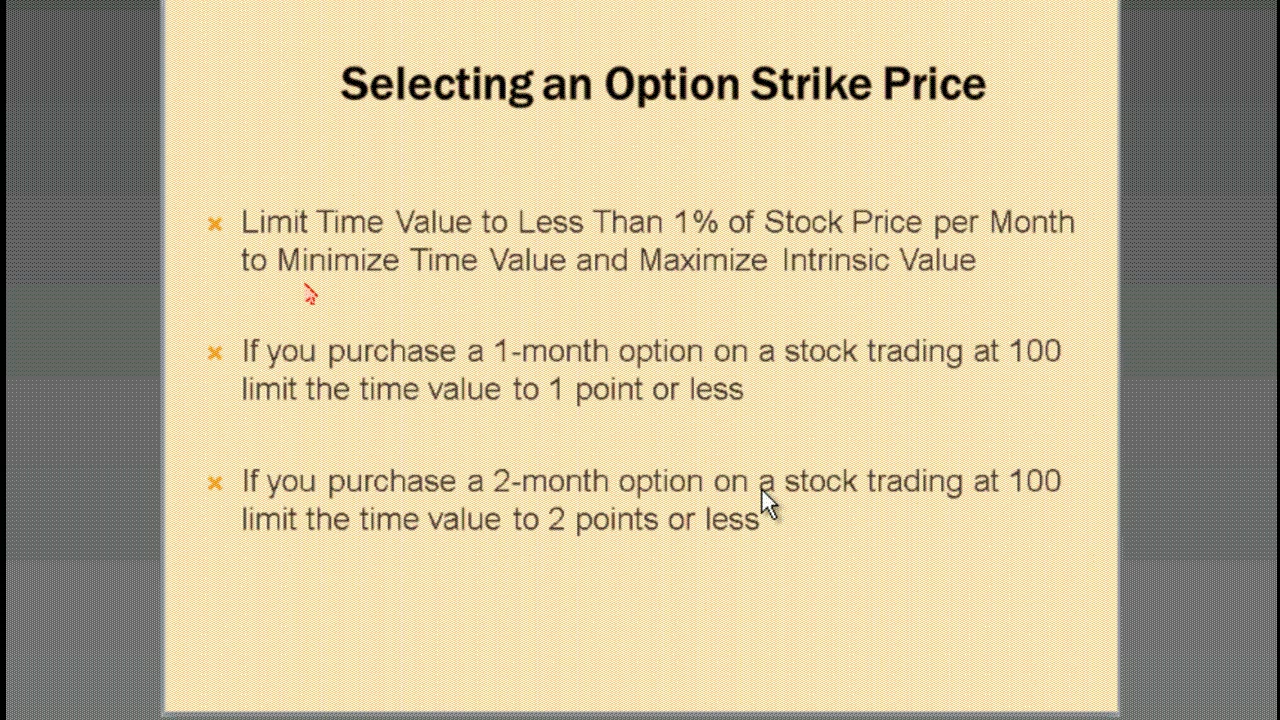 Selecting an Option Strike Price
Limit Time Value to Less Than 1% of Stock Price per Month
to Minimize Time Value and Maximize Intrinsic Value
If you purchase a 1-month option on a stock trading at 100
limit the time value to 1 point or less
If you purchase a 2-month option on a stock trading at 100
limit the time value to 2 points or less